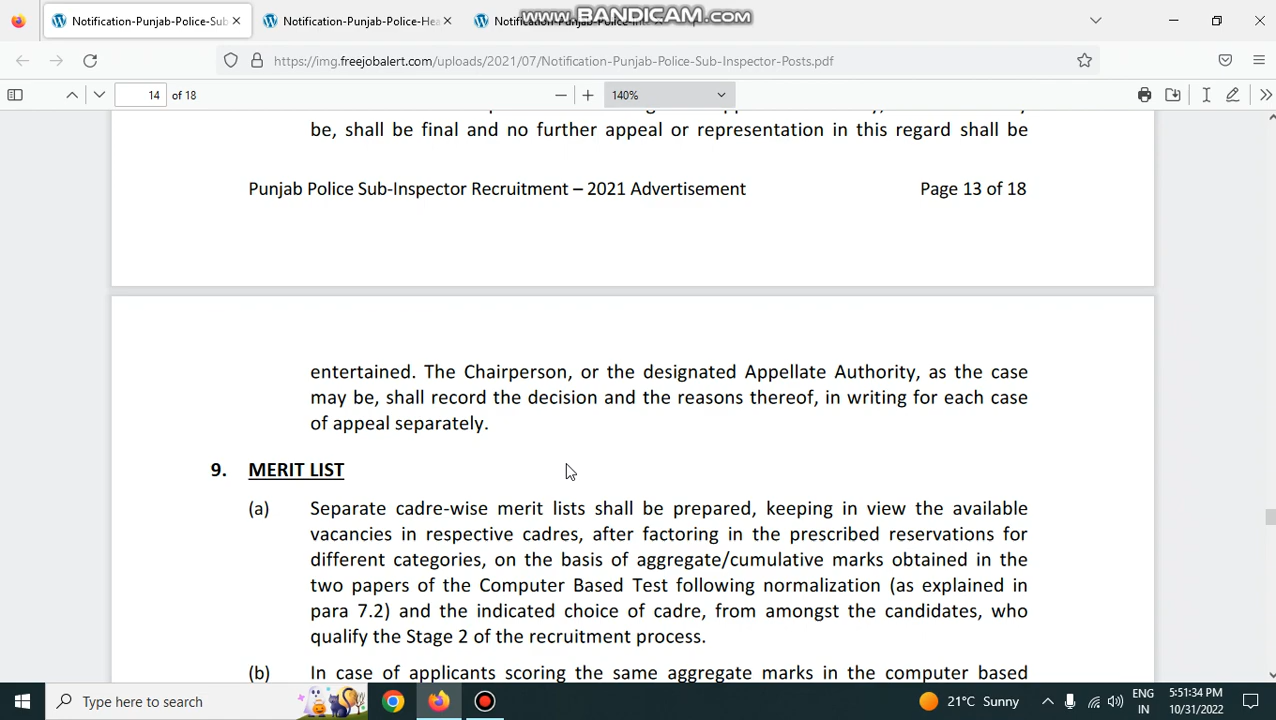 Notification-Punjab-Police-Sub
Notification-Punjab-Police-Hea
www.BANDICAM.com
https://img.freejobalert.com/uploads/2021/07/Notification-Punjab-Police-Sub-Inspector-Posts.pdf
14 of 18
140%
be, shall be final and no further appeal or representation in this regard shall be
Punjab Police Sub-Inspector Recruitment – 2021 Advertisement Page 13 of 18
entertained. The Chairperson, or the designated Appellate Authority, as the case
may be, shall record the decision and the reasons thereof, in writing for each case
of appeal separately.
9. MERIT LIST
(a) Separate cadre-wise merit lists shall be prepared, keeping in view the available
vacancies in respective cadres, after factoring in the prescribed reservations for
different categories, on the basis of aggregate/cumulative marks obtained in the
two papers of the Computer Based Test following normalization (as explained in
para 7.2) and the indicated choice of cadre, from amongst the candidates, who
qualify the Stage 2 of the recruitment process.
(b) In case of applicants scoring the same aggregate marks in the computer based
Type here to search
21°C Sunny
ENG
IN
5:51:34 PM
10/31/2022